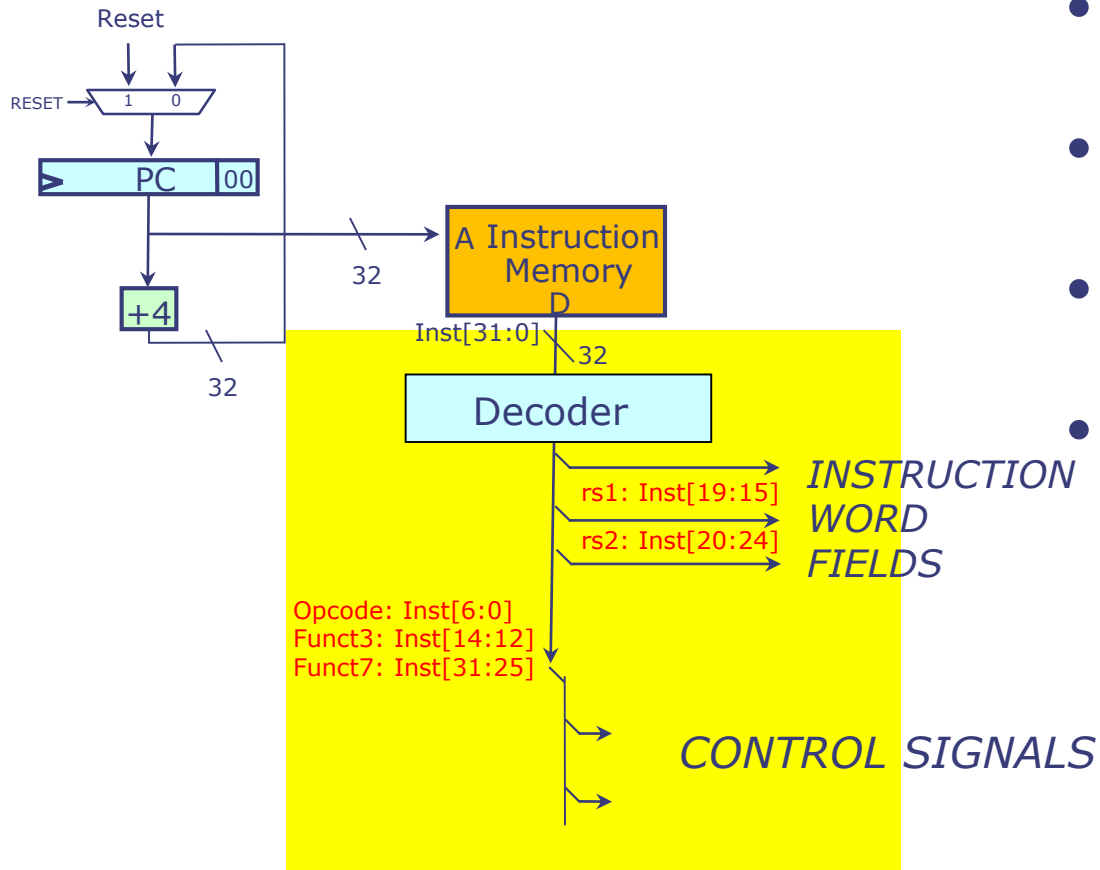 Reset
RESET
1 0
PC 00
A Instruction
Memory
D
32
+4
32
Inst[31:0]
32
Decoder
INSTRUCTION
rs1: Inst[19:15]
WORD
rs2: Inst[20:24]
FIELDS
Opcode: Inst[6:0]
Funct3: Inst[14:12]
Funct7: Inst[31:25]
CONTROL SIGNALS